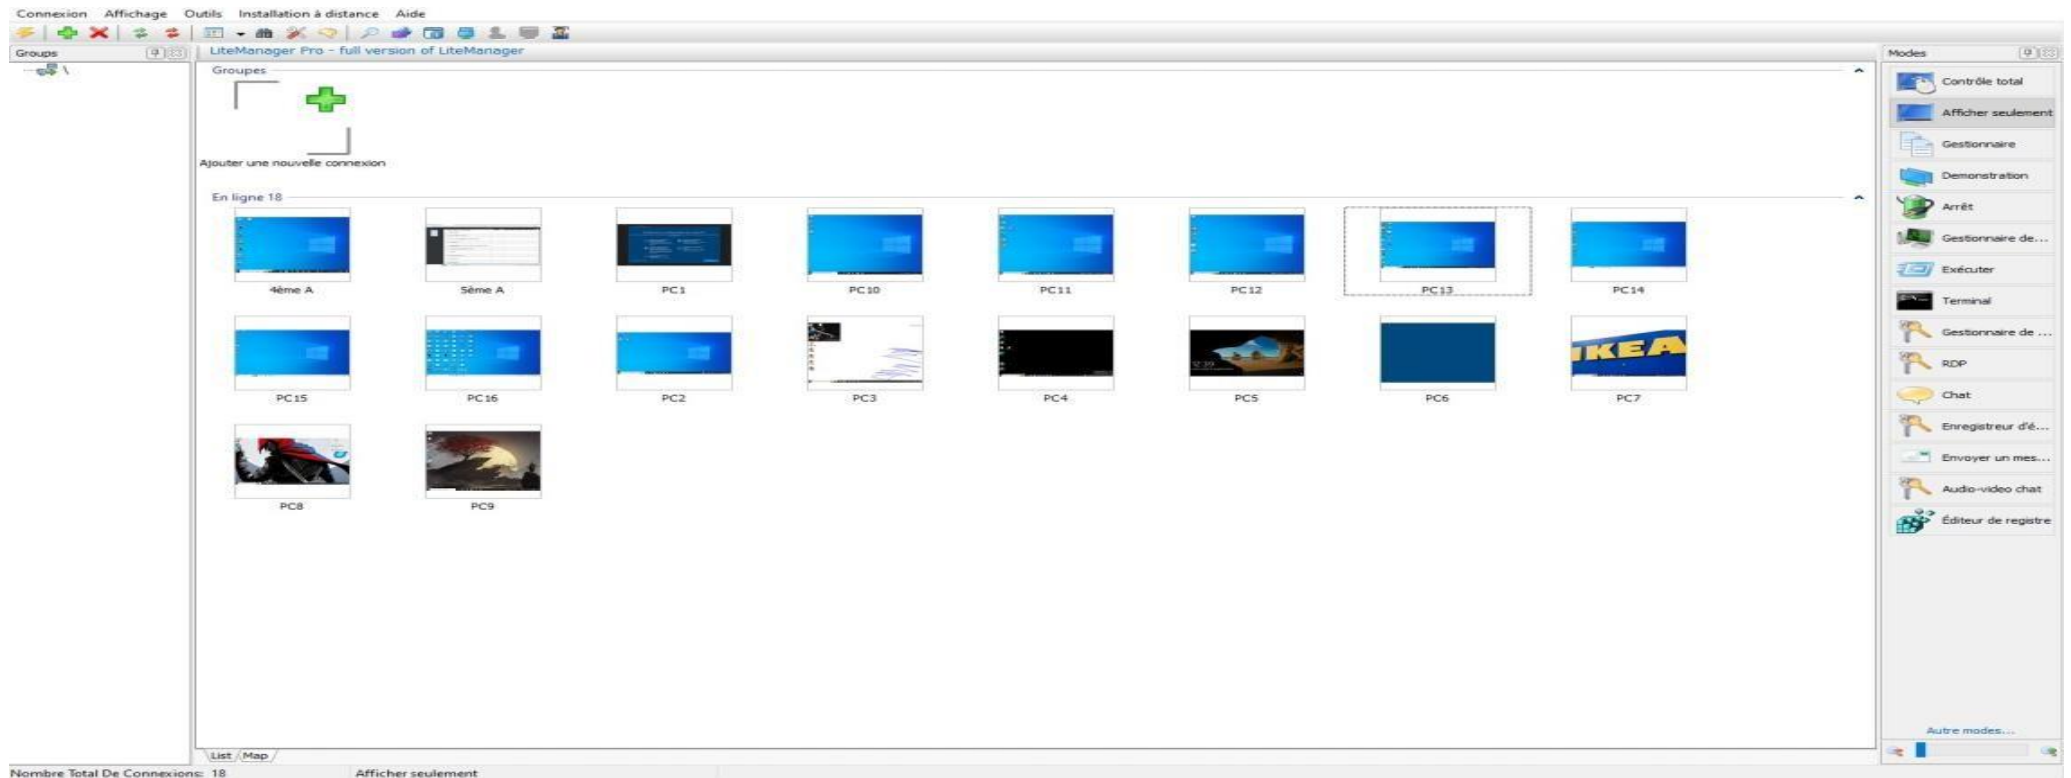 Connexion Affichage Outils Installation à distance Aide
Groups
LiteManager Pro - full version of LiteManager
Modes
\
Groupes
Ajouter une nouvelle connexion
En ligne 18
4ème A 5ème A PC1 PC10 PC11 PC12 PC13 PC14
PC15 PC16 PC2 PC3 PC4 PC5 PC6 PC7
12:39
IKEA
PC8 PC9
Contrôle total
Afficher seulement
Gestionnaire
Demonstration
Arrêt
Gestionnaire de...
Exécuter
Terminal
Gestionnaire de ...
RDP
Chat
Enregistreur d'é...
Envoyer un mes...
Audio-video chat
Éditeur de registre
Autre modes...
List Map
Nombre Total De Connexions: 18 Afficher seulement